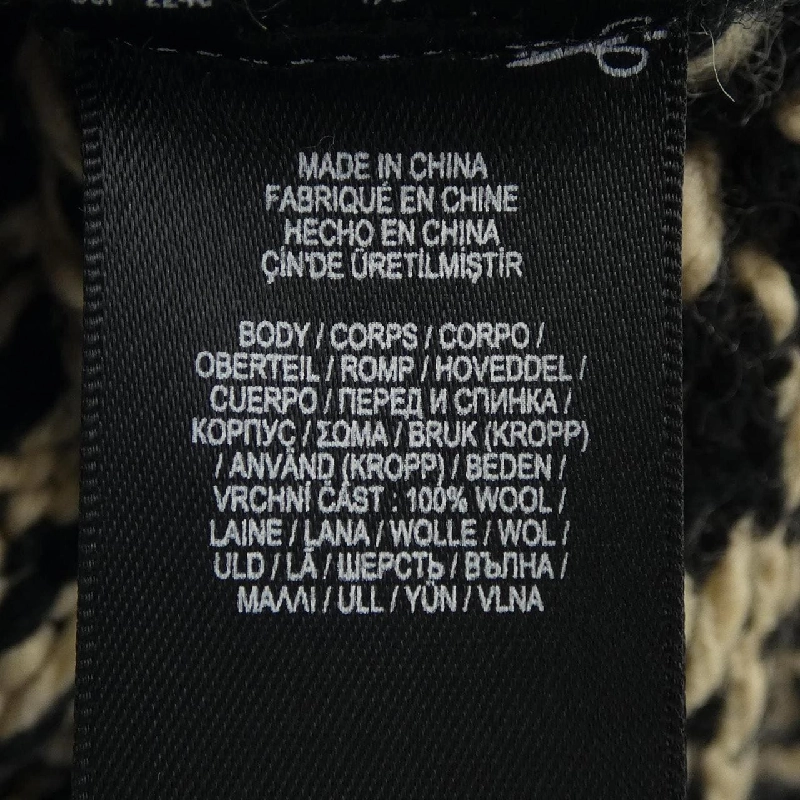 MADE IN CHINA
FABRIQUÉ EN CHINE
HECHO EN CHINA
ÇİN'DE ÜRETİLMİŞTİR
BODY / CORPS / CORPO /
OBERTEIL / ROMP / HOVEDDEL /
CUERPO / ПЕРЕД И СПИНКА /
КОРПУС / ΣΩΜΑ / BRUK (KROPP)
/ ANVÄND (KROPP) / BEDEN /
VRCHNÍ ČÁST : 100% WOOL /
LAINE / LANA / WOLLE / WOL /
ULD / LÃ / ШЕРСТЬ / ВЪЛНА /
ΜΑΛΛΙ / ULL / YÜN / VLNA